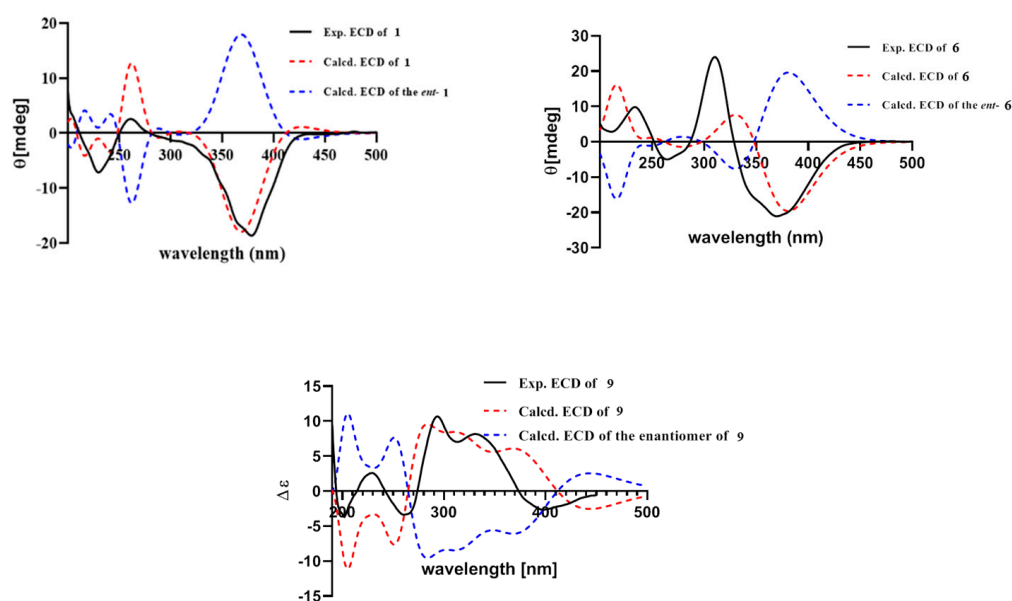 20
10
0
-10
-20
θ[mdeg]
250
300
350
400
450
500
wavelength (nm)
Exp. ECD of 1
Calcd. ECD of 1
Calcd. ECD of the ent- 1
30
20
10
0
-10
-20
-30
θ[mdeg]
250
300
350
400
450
500
wavelength (nm)
Exp. ECD of 6
Calcd. ECD of 6
Calcd. ECD of the ent- 6
15
10
5
0
-5
-10
-15
Δ ε
200
300
400
500
wavelength [nm]
Exp. ECD of 9
Calcd. ECD of 9
Calcd. ECD of the enantiomer of 9